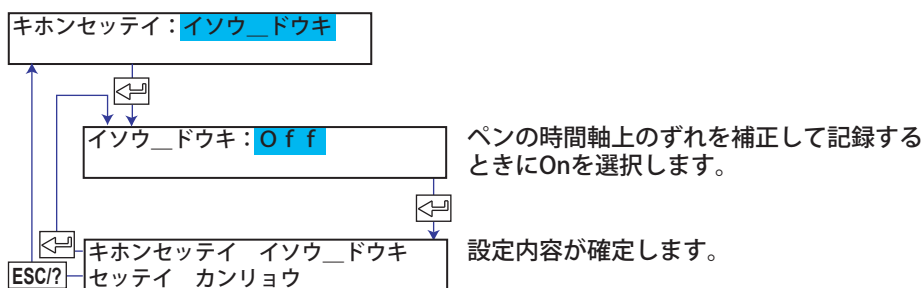 キホンセッテイ：イソウ＿ドウキ
イソウ＿ドウキ：Ｏｆｆ
ペンの時間軸上のずれを補正して記録する
ときにOnを選択します。
キホンセッテイ　イソウ＿ドウキ
セッテイ　カンリョウ
設定内容が確定します。
ESC/?